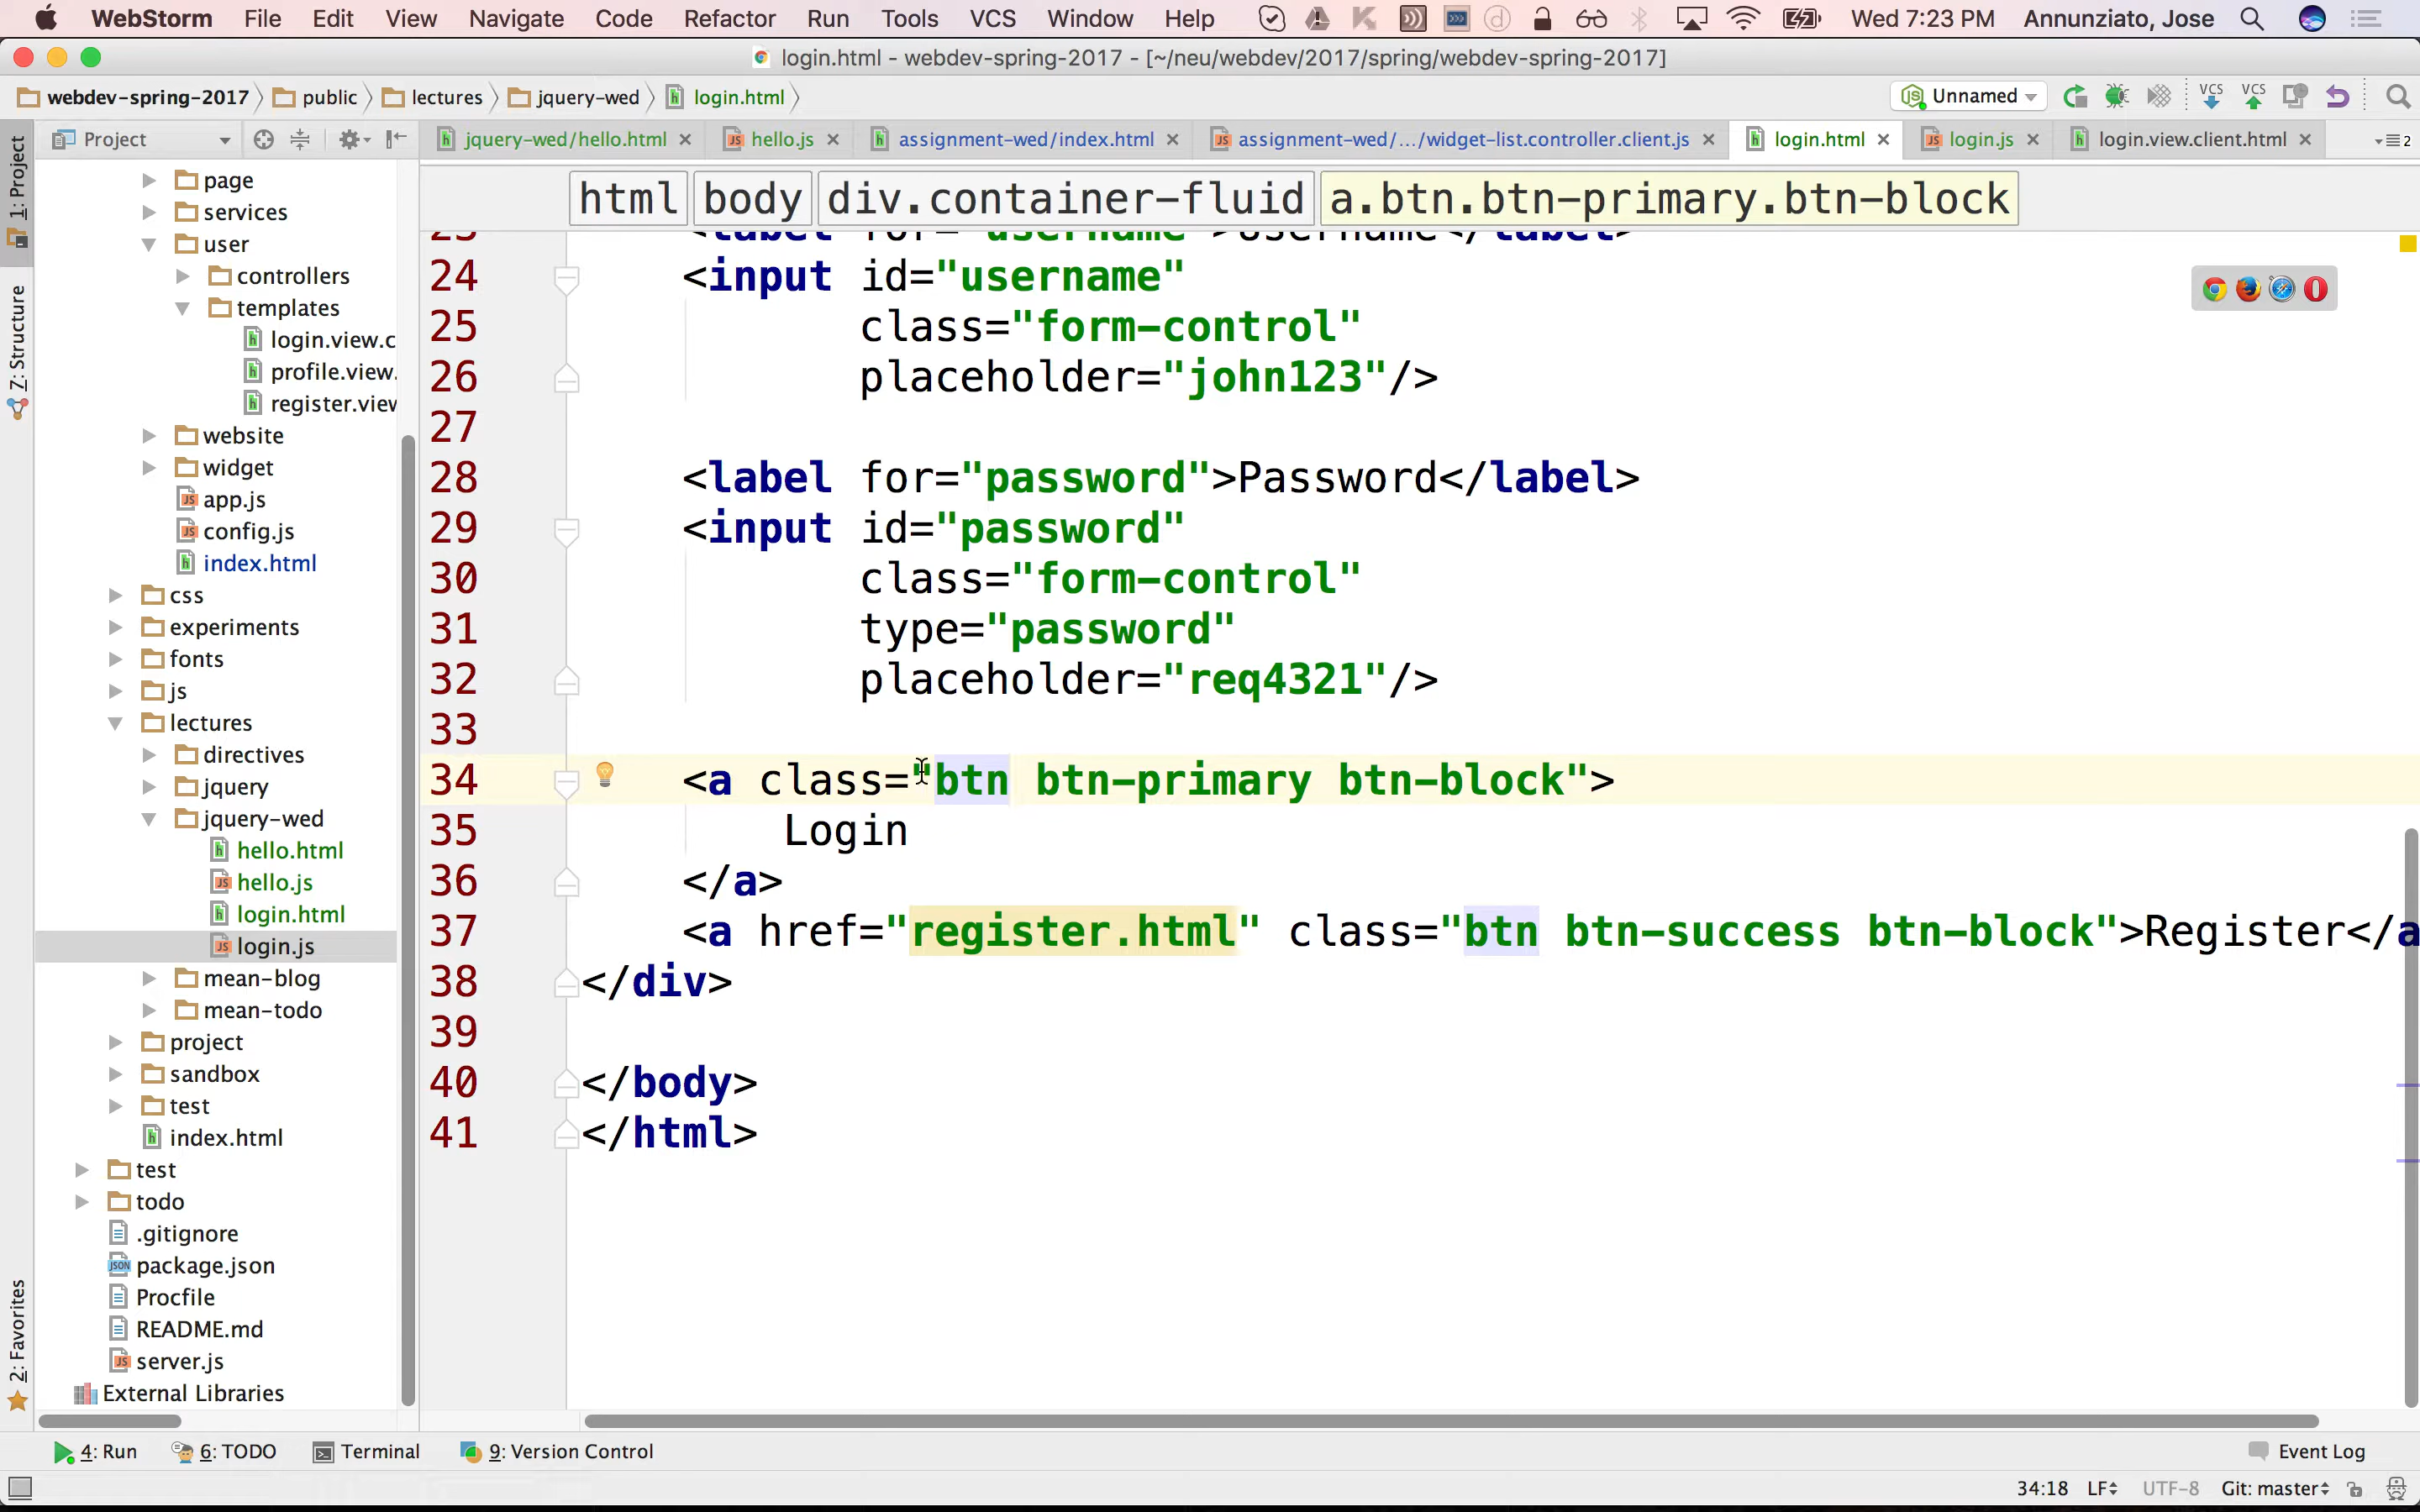 WebStorm File Edit View Navigate Code Refactor Run Tools VCS Window Help Wed 7:23 PM Annunziato, Jose
login.html - webdev-spring-2017 - [~/neu/webdev/2017/spring/webdev-spring-2017]
webdev-spring-2017 public lectures jquery-wed login.html Unnamed VCS VCS
Project jquery-wed/hello.html hello.js assignment-wed/index.html assignment-wed/.../widget-list.controller.client.js login.html login.js login.view.client.html 2
html body div.container-fluid a.btn.btn-primary.btn-block
1: Project
7: Structure
2: Favorites
page
services
user
controllers
templates
login.view.c
profile.view.
register.view
website
widget
app.js
config.js
index.html
css
experiments
fonts
js
lectures
directives
jquery
jquery-wed
hello.html
hello.js
login.html
login.js
mean-blog
mean-todo
project
sandbox
test
index.html
test
todo
.gitignore
package.json
Procfile
README.md
server.js
External Libraries
23 <label for="username">Username</label>
24 <input id="username"
25 class="form-control"
26 placeholder="john123"/>
27
28 <label for="password">Password</label>
29 <input id="password"
30 class="form-control"
31 type="password"
32 placeholder="req4321"/>
33
34 <a class="btn btn-primary btn-block">
35 Login
36 </a>
37 <a href="register.html" class="btn btn-success btn-block">Register</a
38 </div>
39
40 </body>
41 </html>
4: Run 6: TODO Terminal 9: Version Control Event Log
34:18 LF UTF-8 Git: master